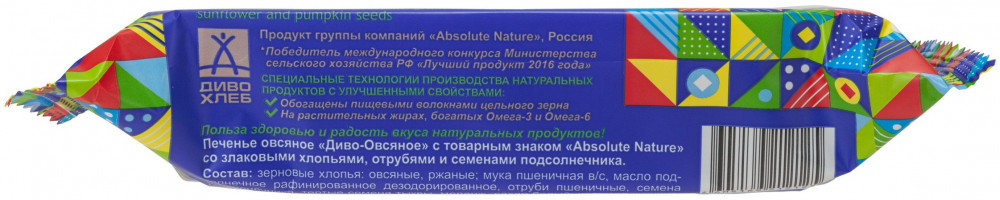 sunflower and pumpkin seeds
ДИВО
ХЛЕБ
Продукт группы компаний «Absolute Nature», Россия
*Победитель международного конкурса Министерства
сельского хозяйства РФ «Лучший продукт 2016 года»
СПЕЦИАЛЬНЫЕ ТЕХНОЛОГИИ ПРОИЗВОДСТВА НАТУРАЛЬНЫХ
ПРОДУКТОВ С УЛУЧШЕННЫМИ СВОЙСТВАМИ:
Обогащены пищевыми волокнами цельного зерна
На растительных жирах, богатых Омега-3 и Омега-6
Польза здоровью и радость вкуса натуральных продуктов!
Печенье овсяное «Диво-Овсяное» с товарным знаком «Absolute Nature»
со злаковыми хлопьями, отрубями и семенами подсолнечника.
Состав: зерновые хлопья: овсяные, ржаные; мука пшеничная в/с, масло под-
солнечное рафинированное дезодорированное, отруби пшеничные, семена